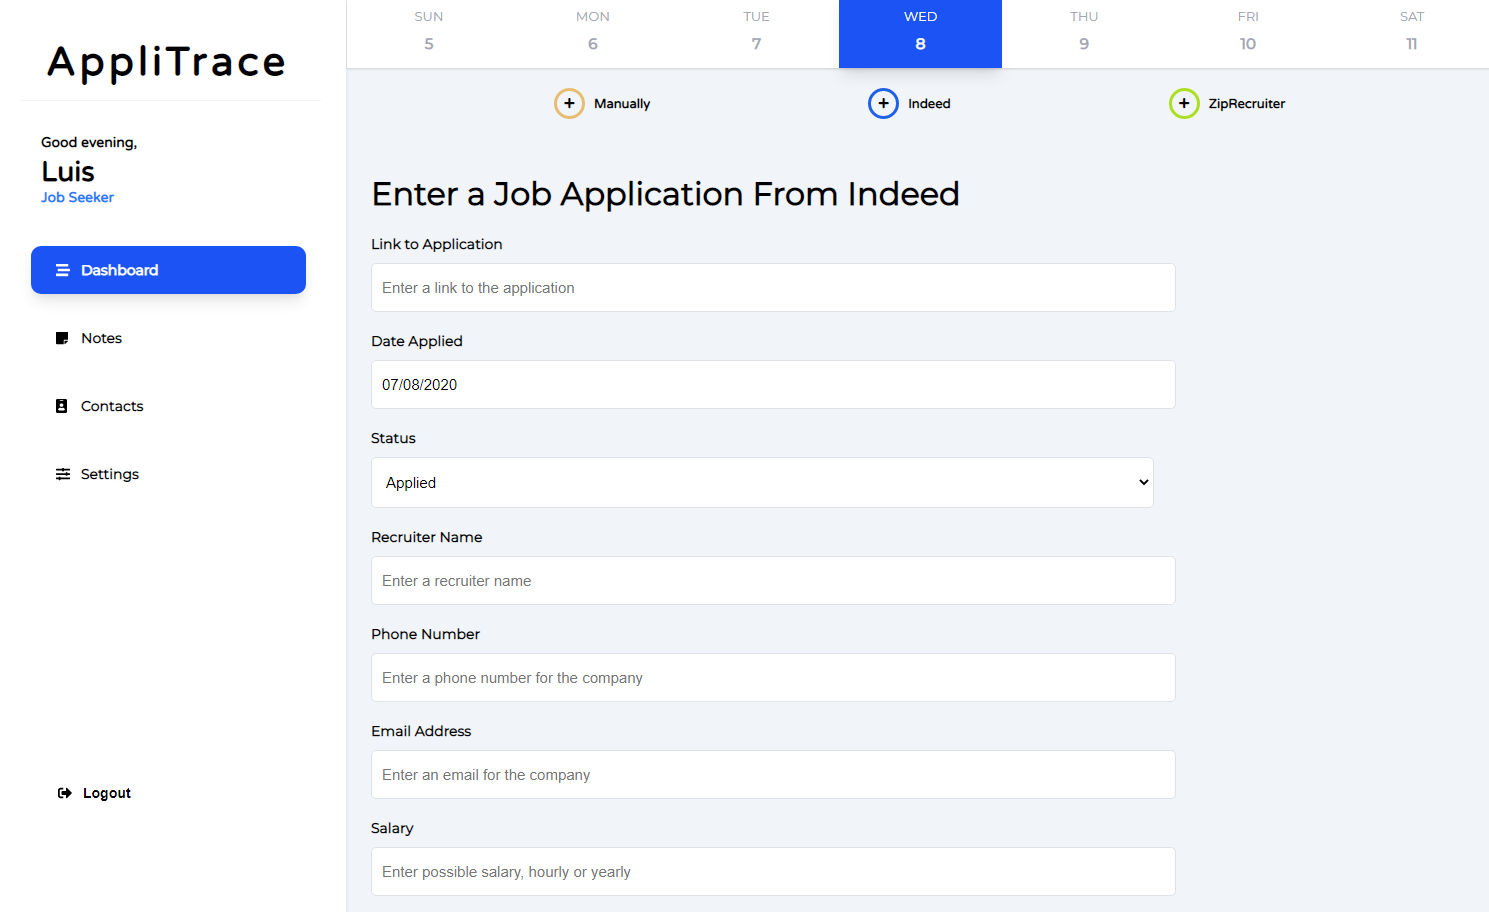 AppliTrace
Good evening,
Luis
Job Seeker
Dashboard
Notes
Contacts
Settings
Logout
SUN MON TUE WED THU FRI SAT
5 6 7 8 9 10 11
+ Manually + Indeed + ZipRecruiter
Enter a Job Application From Indeed
Link to Application
Enter a link to the application
Date Applied
07/08/2020
Status
Applied
Recruiter Name
Enter a recruiter name
Phone Number
Enter a phone number for the company
Email Address
Enter an email for the company
Salary
Enter possible salary, hourly or yearly